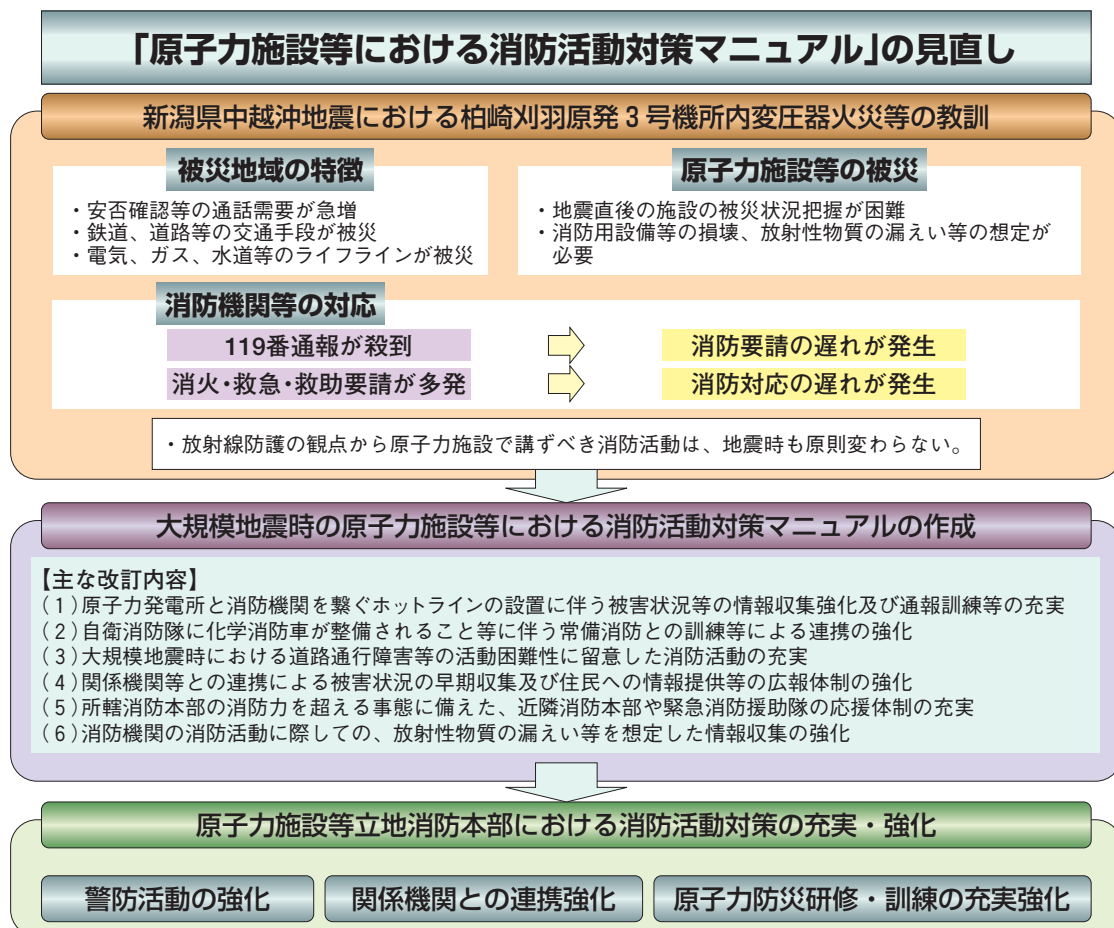 「原子力施設等における消防活動対策マニュアル」の見直し
新潟県中越沖地震における柏崎刈羽原発3号機所内変圧器火災等の教訓
被災地域の特徴
・安否確認等の通話需要が急増
・鉄道、道路等の交通手段が被災
・電気、ガス、水道等のライフラインが被災
原子力施設等の被災
・地震直後の施設の被災状況把握が困難
・消防用設備等の損壊、放射性物質の漏えい等の想定が
必要
消防機関等の対応
119番通報が殺到
消防要請の遅れが発生
消火・救急・救助要請が多発
消防対応の遅れが発生
・放射線防護の観点から原子力施設で講ずべき消防活動は、地震時も原則変わらない。
大規模地震時の原子力施設等における消防活動対策マニュアルの作成
【主な改訂内容】
(1)原子力発電所と消防機関を繋ぐホットラインの設置に伴う被害状況等の情報収集強化及び通報訓練等の充実
(2)自衛消防隊に化学消防車が整備されること等に伴う常備消防との訓練等による連携の強化
(3)大規模地震時における道路通行障害等の活動困難性に留意した消防活動の充実
(4)関係機関等との連携による被害状況の早期収集及び住民への情報提供等の広報体制の強化
(5)所轄消防本部の消防力を超える事態に備えた、近隣消防本部や緊急消防援助隊の応援体制の充実
(6)消防機関の消防活動に際しての、放射性物質の漏えい等を想定した情報収集の強化
原子力施設等立地消防本部における消防活動対策の充実・強化
警防活動の強化
関係機関との連携強化
原子力防災研修・訓練の充実強化